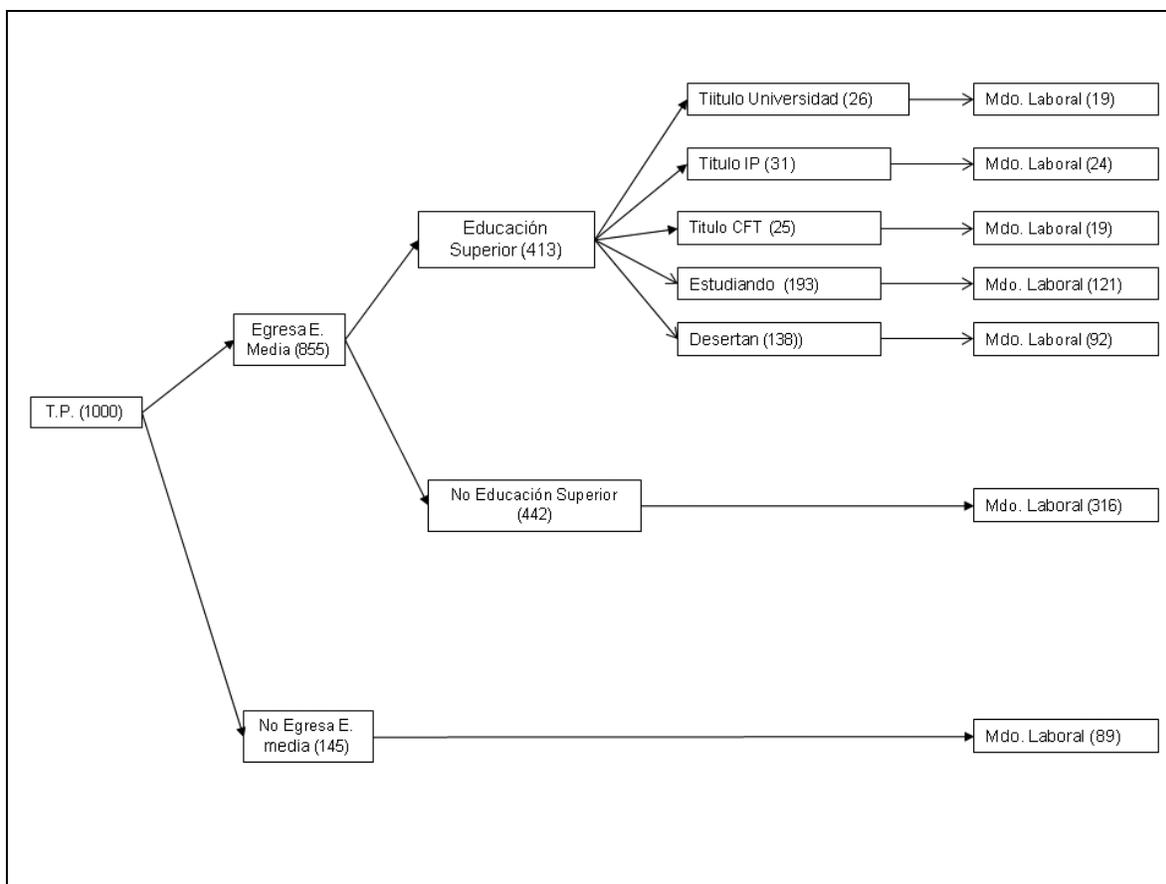 Tiitulo Universidad (26)
Mdo. Laboral (19)
Titulo IP (31)
Mdo. Laboral (24)
Educación
Superior (413)
Titulo CFT (25)
Mdo. Laboral (19)
Estudiando (193)
Mdo. Laboral (121)
Egresa E.
Media (855)
Desertan (138))
Mdo. Laboral (92)
T.P. (1000)
No Educación Superior
(442)
Mdo. Laboral (316)
No Egresa E.
media (145)
Mdo. Laboral (89)